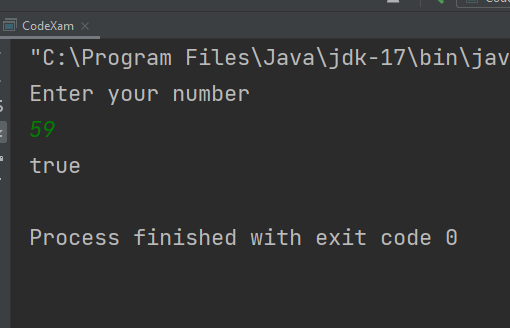 CodeXam
"C:\Program Files\Java\jdk-17\bin\jav
Enter your number
59
true
Process finished with exit code 0